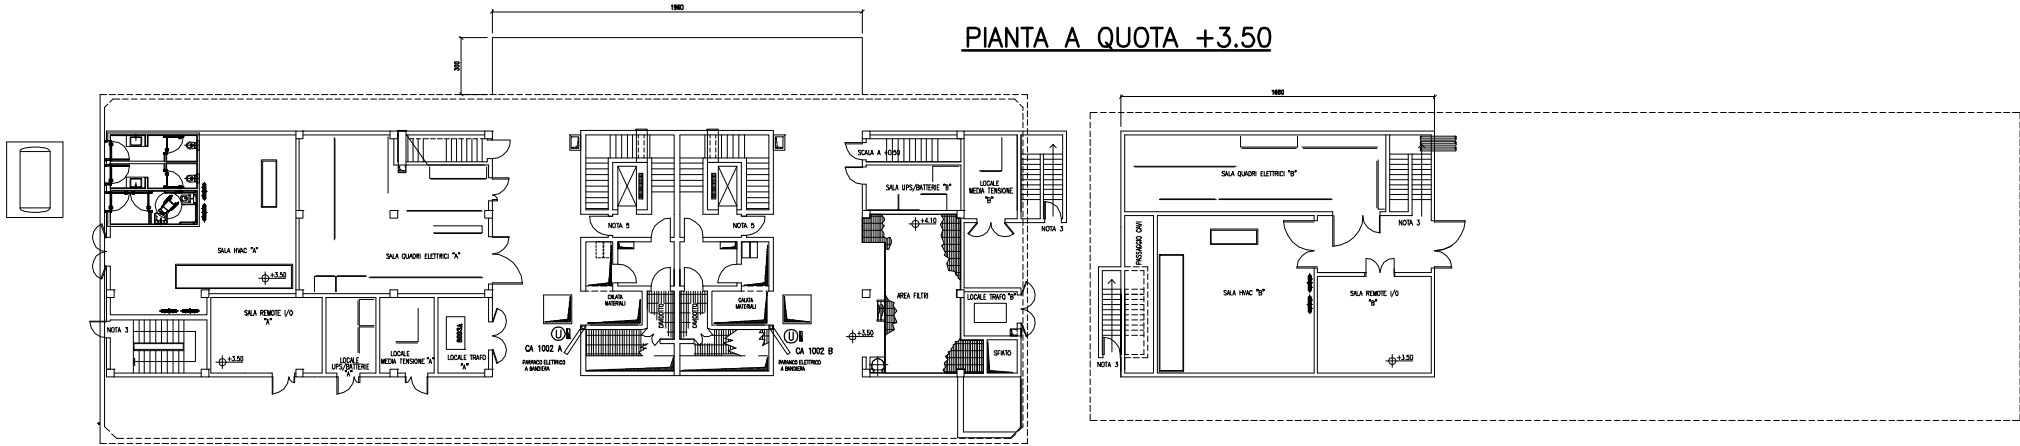 1960
PIANTA A QUOTA +3.50
300
1660
SCALA A +0.50
SALA UPS/BATTERIE "B"
LOCALE
MEDIA TENSIONE
"B"
SALA QUADRI ELETTRICI "B"
NOTA 5
NOTA 5
+4.10
NOTA 3
NOTA 3
SALA HVAC "A"
SALA QUADRI ELETTRICI "A"
PASSAGGIO CAVI
+3.50
CALATA
MATERIALI
CALATA
MATERIALI
AREA FILTRI
LOCALE TRAFO "B"
SALA HVAC "B"
SALA REMOTE I/O
"B"
SALA REMOTE I/O
"A"
CAVIDOTTO
CAVIDOTTO
NOTA 3
U
U
+3.50
CA 1002 A
CA 1002 B
LOCALE
MEDIA TENSIONE "A"
LOCALE TRAFO
"A"
SFIATO
+3.50
LOCALE
UPS/BATTERIE
"A"
PARANCO ELETTRICO
A BANDIERA
PARANCO ELETTRICO
A BANDIERA
+3.50
NOTA 3